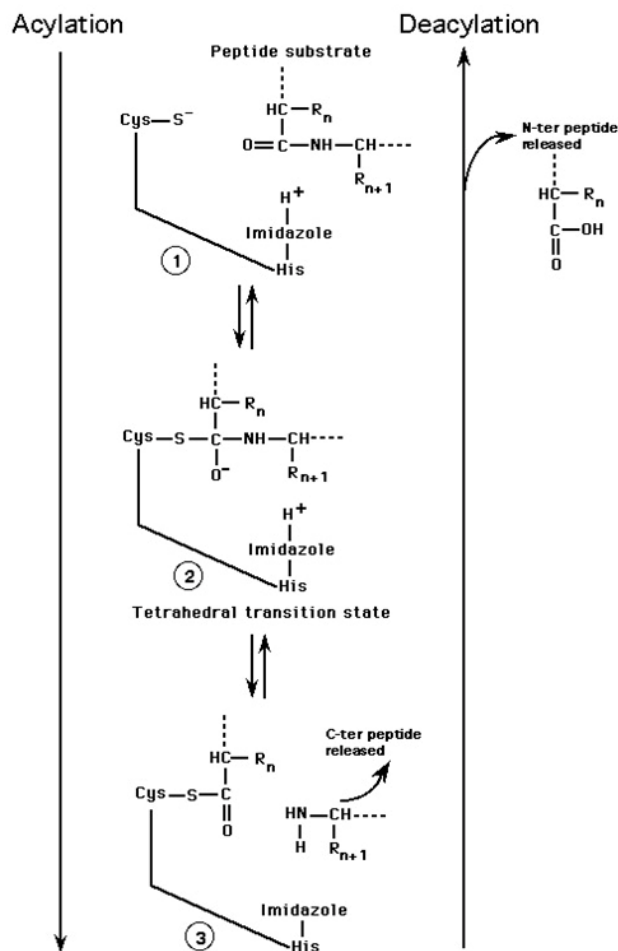 Acylation
Deacylation
Peptide substrate
HC—Rn
Cys—S−
O=C—NH—CH
Rn+1
H+
Imidazole
His
1
N-ter peptide
released
HC—Rn
C—OH
O
HC—Rn
Cys—S—C—NH—CH
O− Rn+1
H+
Imidazole
His
2
Tetrahedral transition state
C-ter peptide
released
HC—Rn
Cys—S—C HN—CH
O H Rn+1
Imidazole
His
3